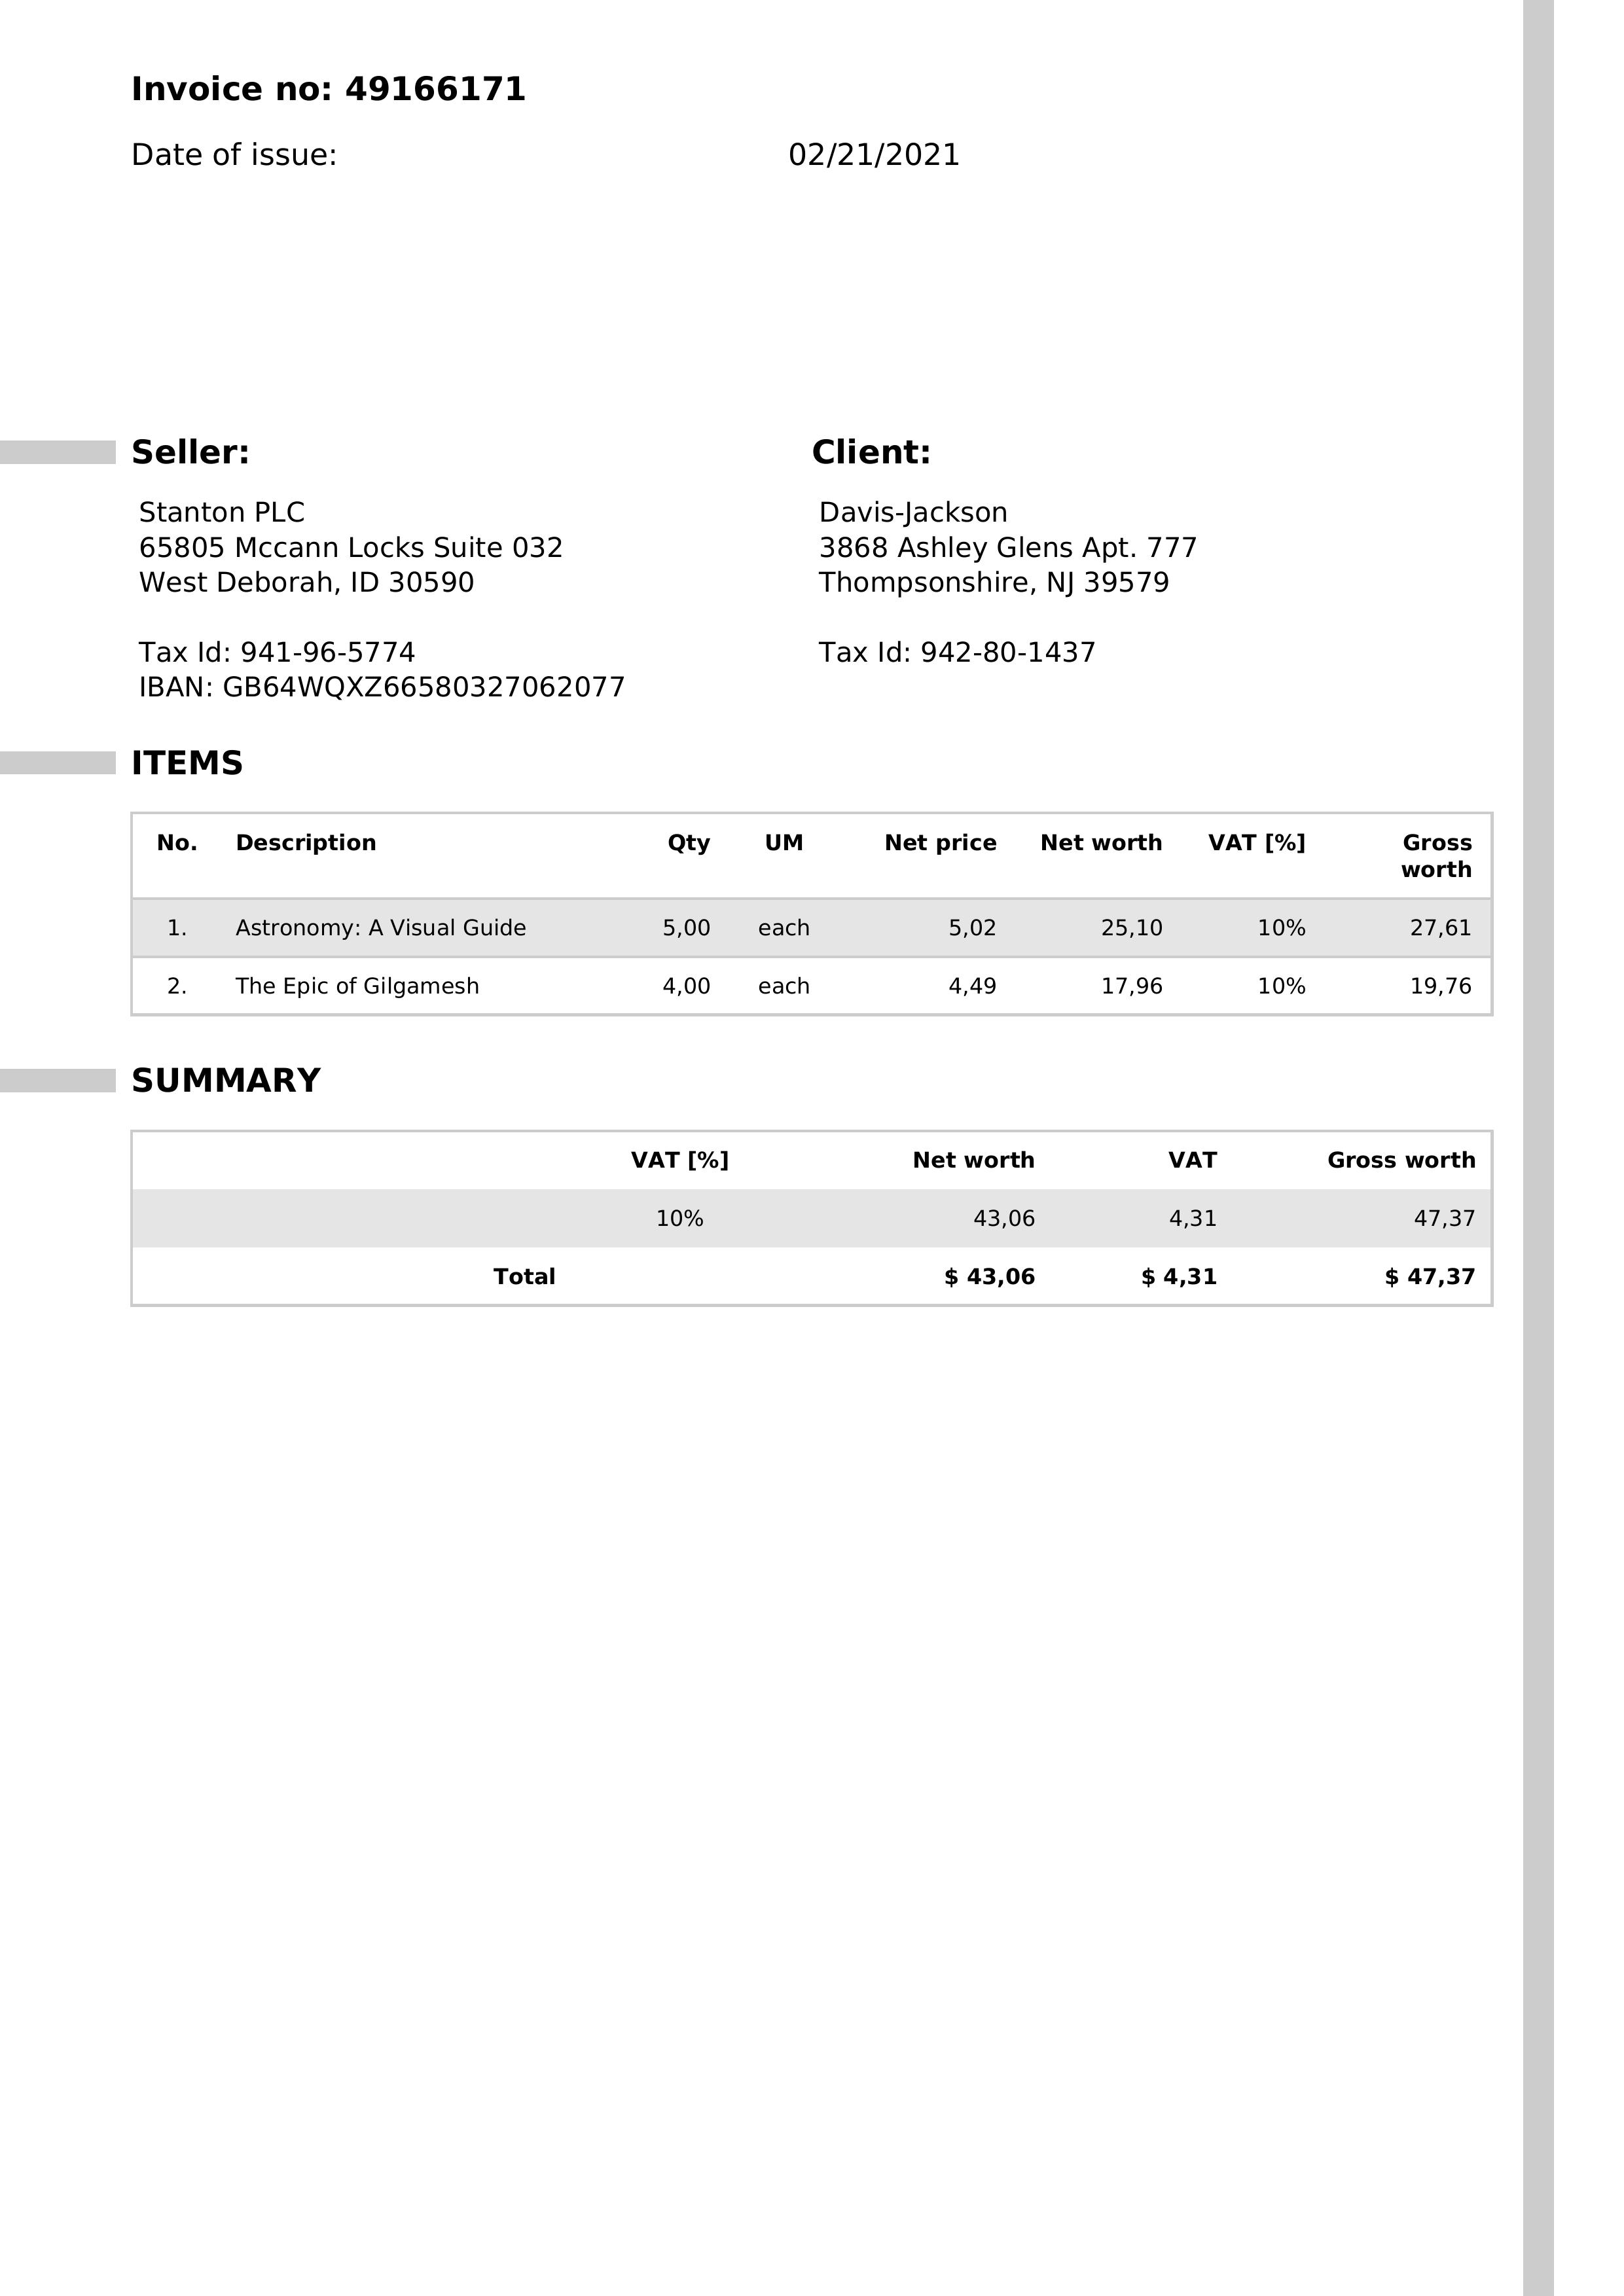 Invoice no: 49166171
Date of issue: 02/21/2021
Seller:
Stanton PLC
65805 Mccann Locks Suite 032
West Deborah, ID 30590
Tax Id: 941-96-5774
IBAN: GB64WQXZ66580327062077
Client:
Davis-Jackson
3868 Ashley Glens Apt. 777
Thompsonshire, NJ 39579
Tax Id: 942-80-1437
ITEMS
No. Description Qty UM Net price Net worth VAT [%] Gross worth
1. Astronomy: A Visual Guide 5,00 each 5,02 25,10 10% 27,61
2. The Epic of Gilgamesh 4,00 each 4,49 17,96 10% 19,76
SUMMARY
VAT [%] Net worth VAT Gross worth
10% 43,06 4,31 47,37
Total $ 43,06 $ 4,31 $ 47,37